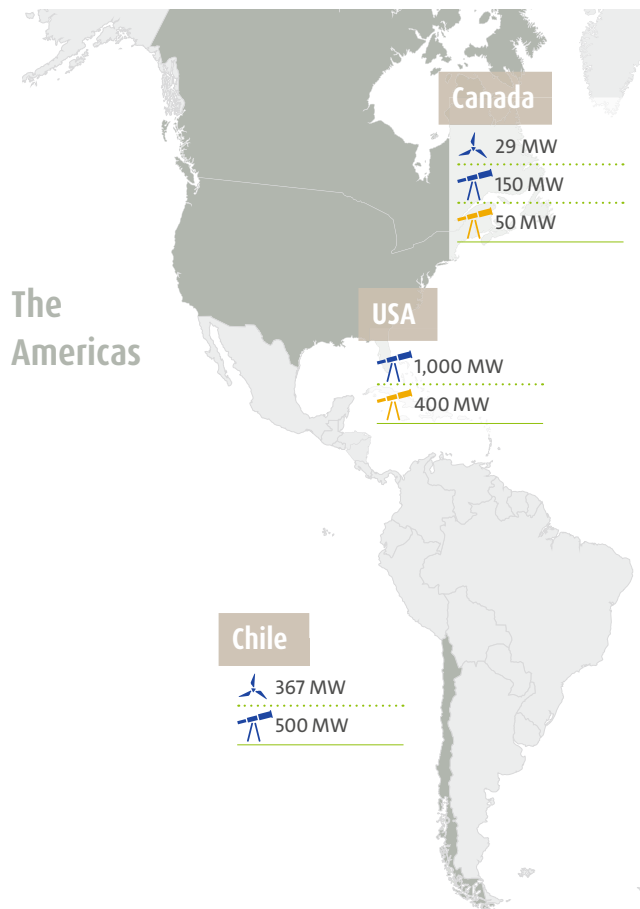 Canada
29 MW
150 MW
50 MW
The
Americas
USA
1,000 MW
400 MW
Chile
367 MW
500 MW